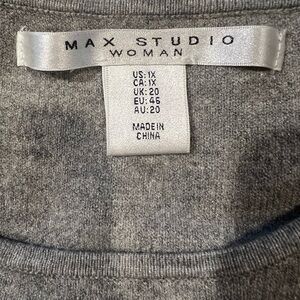 MAX STUDIO
WOMAN
US: 1X
CA: 1X
UK: 20
EU: 46
AU: 20
MADE IN
CHINA